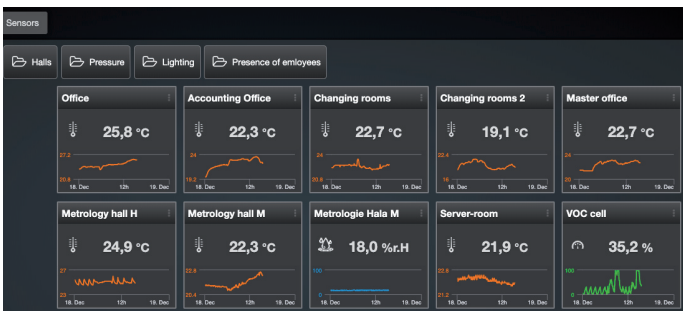 Sensors
Halls Pressure Lighting Presence of emloyees
Office Accounting Office Changing rooms Changing rooms 2 Master office
25,8 °C 22,3 °C 22,7 °C 19,1 °C 22,7 °C
27.2 24 24 22.4 24
20.8 19.2 20.8 16 20
18. Dec 12h 19. Dec 18. Dec 12h 19. Dec 18. Dec 12h 19. Dec 18. Dec 12h 19. Dec 18. Dec 12h 19. Dec
Metrology hall H Metrology hall M Metrologie Hala M Server-room VOC cell
24,9 °C 22,3 °C 18,0 %r.H 21,9 °C 35,2 %
27 22.8 100 22.8 100
23 20.4 0 21.2 0
18. Dec 12h 19. Dec 18. Dec 12h 19. Dec 18. Dec 12h 19. Dec 18. Dec 12h 19. Dec 18. Dec 12h 19. Dec